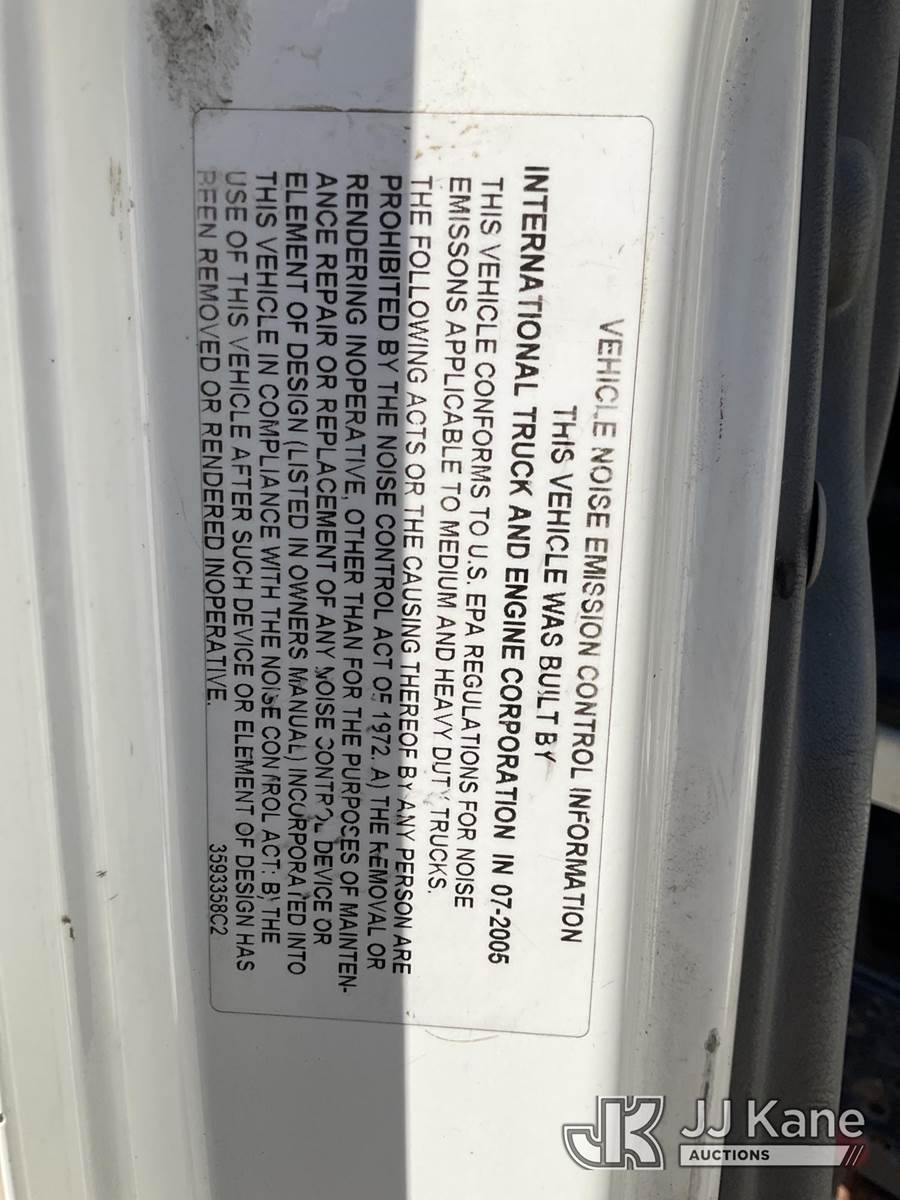 VEHICLE NOISE EMISSION CONTROL INFORMATION
THIS VEHICLE WAS BUILT BY
INTERNATIONAL TRUCK AND ENGINE CORPORATION IN 07-2005
THIS VEHICLE CONFORMS TO U.S. EPA REGULATIONS FOR NOISE
EMISSONS APPLICABLE TO MEDIUM AND HEAVY DUTY TRUCKS.
THE FOLLOWING ACTS OR THE CAUSING THEREOF BY ANY PERSON ARE
PROHIBITED BY THE NOISE CONTROL ACT OF 1972. A) THE REMOVAL OR
RENDERING INOPERATIVE, OTHER THAN FOR THE PURPOSES OF MAINTEN-
ANCE REPAIR OR REPLACEMENT OF ANY NOISE CONTROL DEVICE OR
ELEMENT OF DESIGN (LISTED IN OWNERS MANUAL) INCORPORATED INTO
THIS VEHICLE IN COMPLIANCE WITH THE NOISE CONTROL ACT: B) THE
USE OF THIS VEHICLE AFTER SUCH DEVICE OR ELEMENT OF DESIGN HAS
BEEN REMOVED OR RENDERED INOPERATIVE.
3593358C2
JK JJ Kane
AUCTIONS